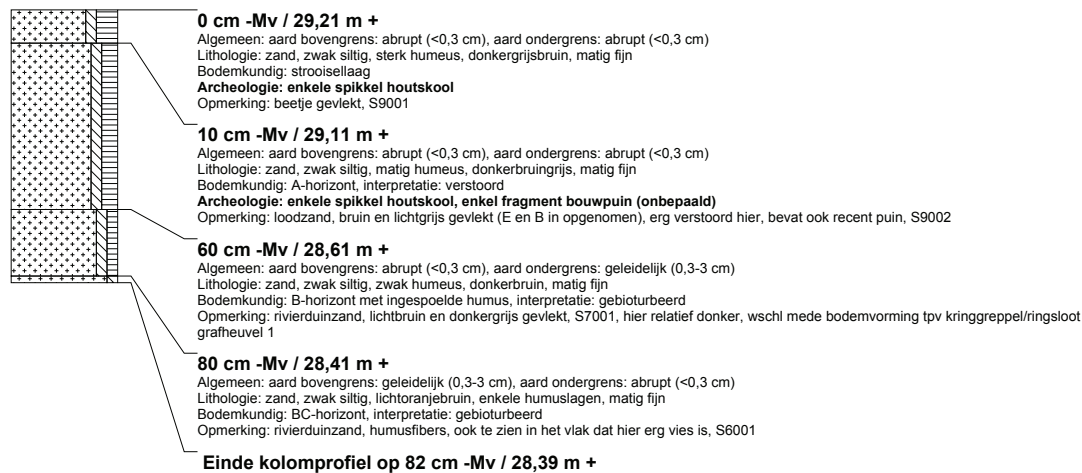 0 cm -Mv / 29,21 m +
Algemeen: aard bovengrens: abrupt (<0,3 cm), aard ondergrens: abrupt (<0,3 cm)
Lithologie: zand, zwak siltig, sterk humeus, donkergrijsbruin, matig fijn
Bodemkundig: strooisellaag
Archeologie: enkele spikkel houtskool
Opmerking: beetje gevlekt, S9001
10 cm -Mv / 29,11 m +
Algemeen: aard bovengrens: abrupt (<0,3 cm), aard ondergrens: abrupt (<0,3 cm)
Lithologie: zand, zwak siltig, matig humeus, donkerbruingrijs, matig fijn
Bodemkundig: A-horizont, interpretatie: verstoord
Archeologie: enkele spikkel houtskool, enkel fragment bouwpuin (onbepaald)
Opmerking: loodzand, bruin en lichtgrijs gevlekt (E en B in opgenomen), erg verstoord hier, bevat ook recent puin, S9002
60 cm -Mv / 28,61 m +
Algemeen: aard bovengrens: abrupt (<0,3 cm), aard ondergrens: geleidelijk (0,3-3 cm)
Lithologie: zand, zwak siltig, zwak humeus, donkerbruin, matig fijn
Bodemkundig: B-horizont met ingespoelde humus, interpretatie: gebioturbeerd
Opmerking: rivierduinzand, lichtbruin en donkergrijs gevlekt, S7001, hier relatief donker, wschl mede bodemvorming tpv kringgreppel/ringsloot
grafheuvel 1
80 cm -Mv / 28,41 m +
Algemeen: aard bovengrens: geleidelijk (0,3-3 cm), aard ondergrens: abrupt (<0,3 cm)
Lithologie: zand, zwak siltig, lichtoranjebruin, enkele humuslagen, matig fijn
Bodemkundig: BC-horizont, interpretatie: gebioturbeerd
Opmerking: rivierduinzand, humusfibers, ook te zien in het vlak dat hier erg vies is, S6001
Einde kolomprofiel op 82 cm -Mv / 28,39 m +